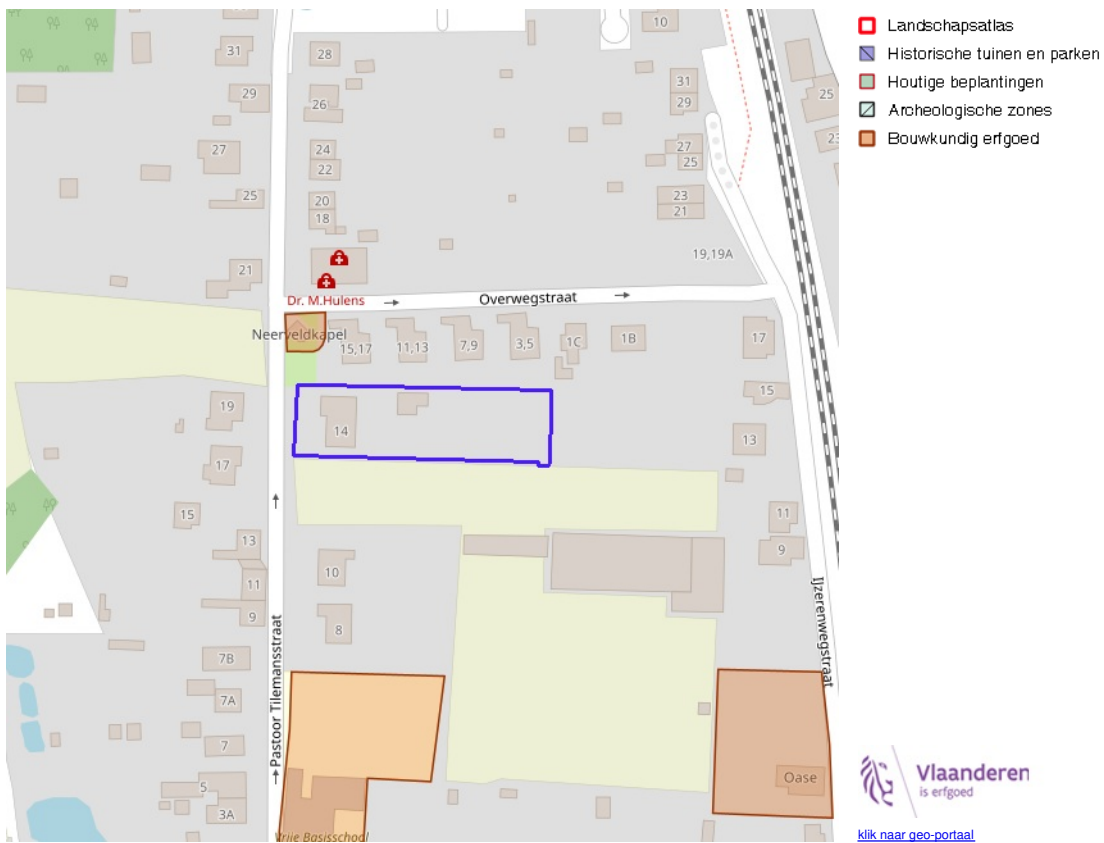 Landschapsatlas
Historische tuinen en parken
Houtige beplantingen
Archeologische zones
Bouwkundig erfgoed
10
31
28
25
29
26
31
29
27
24
22
27
25
23
25
20
18
23
21
19,19A
21
Dr. M.Hulens
Overwegstraat
Neerveldkapel
15,17
11,13
7,9
3,5
1C
1B
17
15
19
14
13
17
15
11
13
9
10
11
9
8
IJzerenwegstraat
Pastoor Tilemansstraat
7B
7A
7
5
3A
Oase
Vrije Basisschool
Vlaanderen
is erfgoed
klik naar geo-portaal